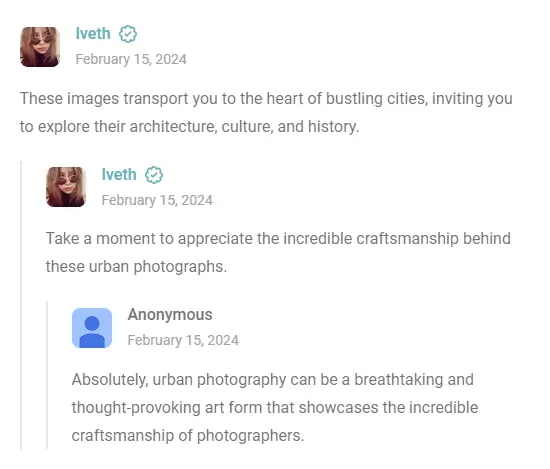 Iveth
February 15, 2024
These images transport you to the heart of bustling cities, inviting you
to explore their architecture, culture, and history.
Iveth
February 15, 2024
Take a moment to appreciate the incredible craftsmanship behind
these urban photographs.
Anonymous
February 15, 2024
Absolutely, urban photography can be a breathtaking and
thought-provoking art form that showcases the incredible
craftsmanship of photographers.